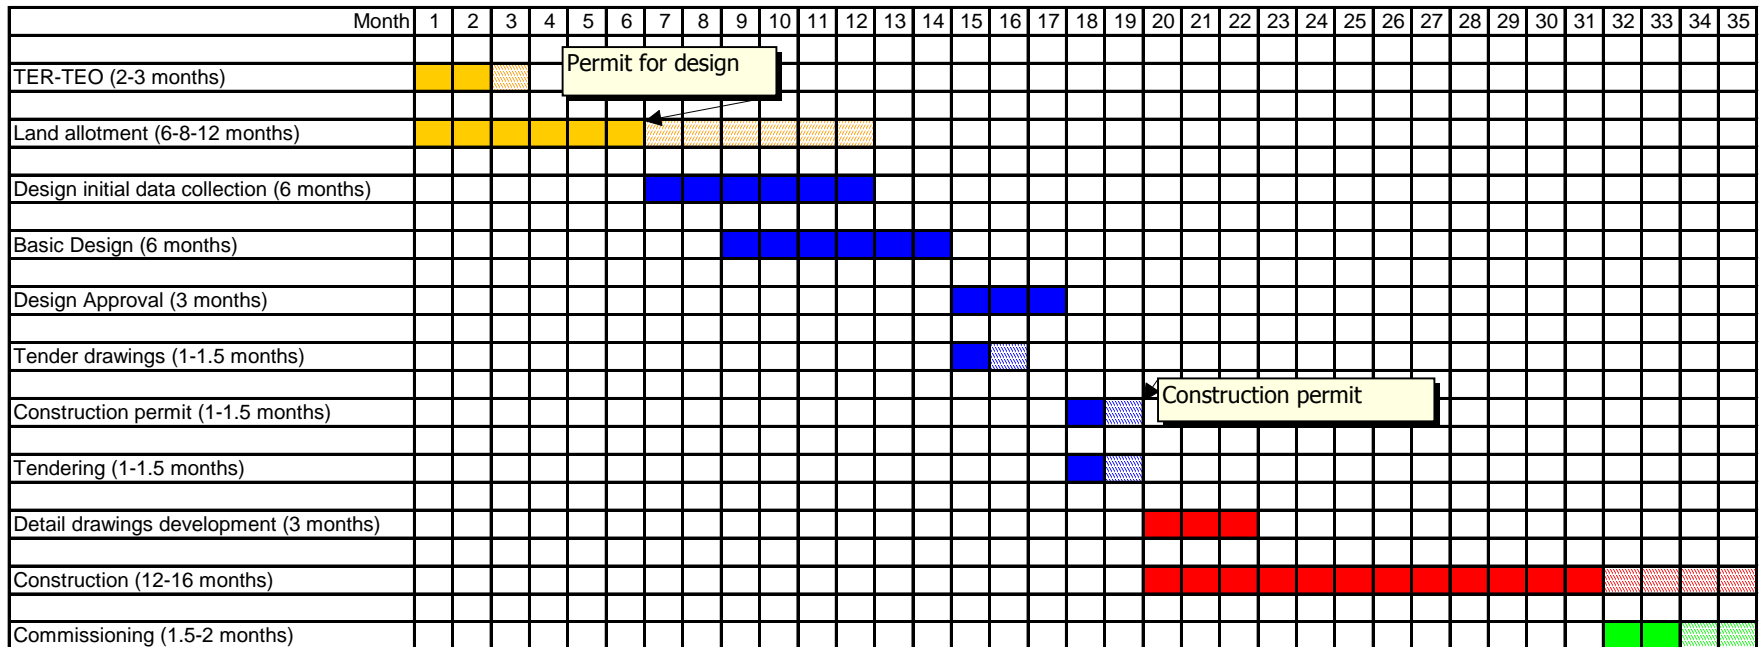 Month 1 2 3 4 5 6 7 8 9 10 11 12 13 14 15 16 17 18 19 20 21 22 23 24 25 26 27 28 29 30 31 32 33 34 35
Permit for design
TER-TEO (2-3 months)
Land allotment (6-8-12 months)
Design initial data collection (6 months)
Basic Design (6 months)
Design Approval (3 months)
Tender drawings (1-1.5 months)
Construction permit
Construction permit (1-1.5 months)
Tendering (1-1.5 months)
Detail drawings development (3 months)
Construction (12-16 months)
Commissioning (1.5-2 months)